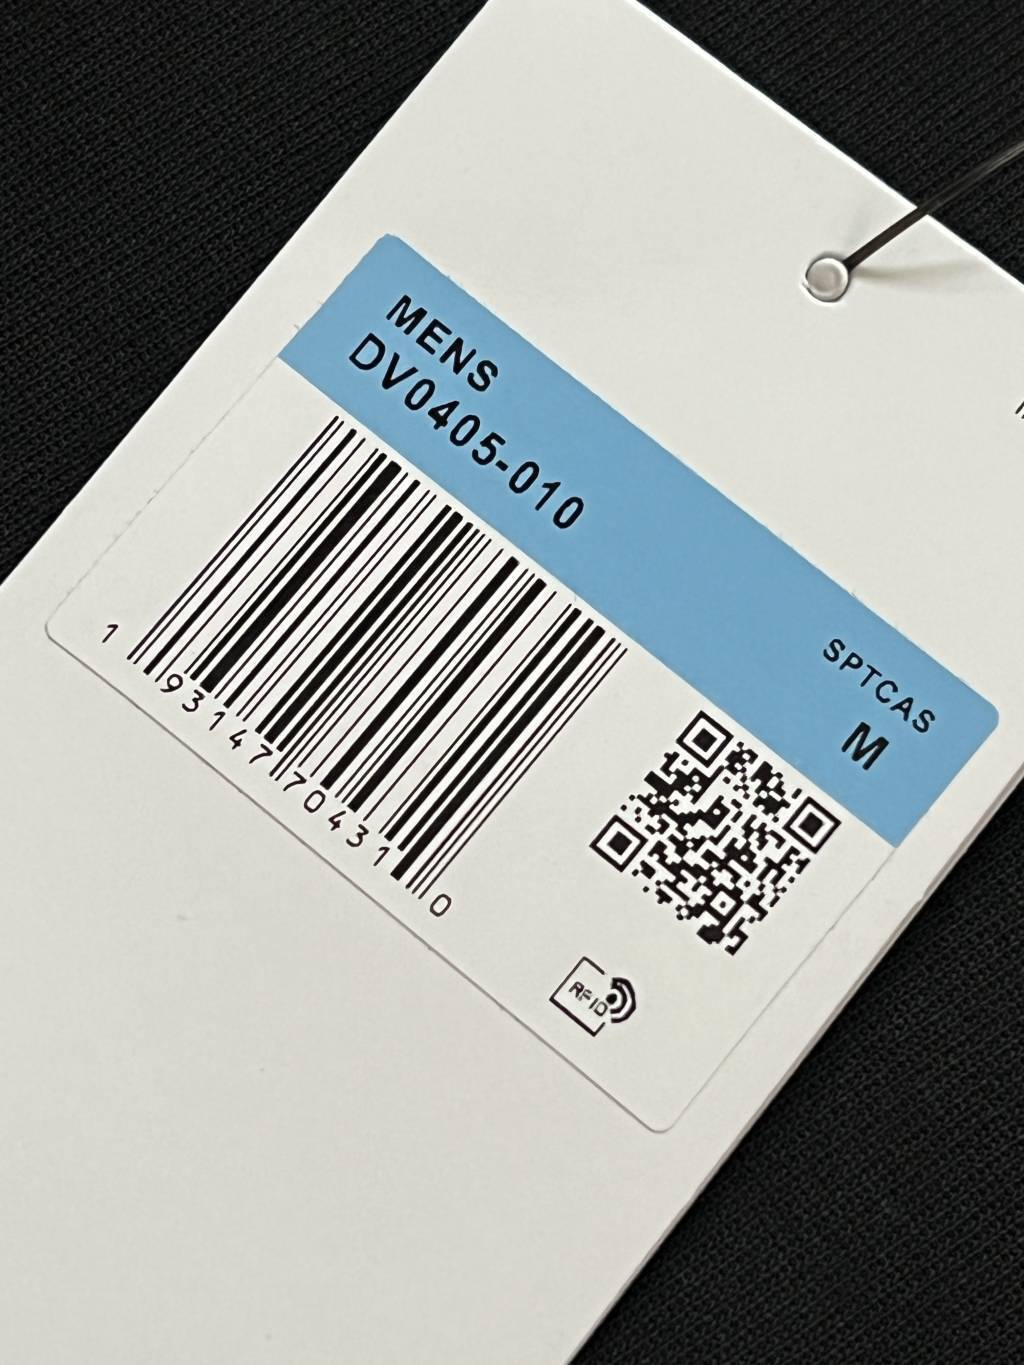 MENS
DV0405-010
SPTCAS
M
1 93147 70431 0
RFID